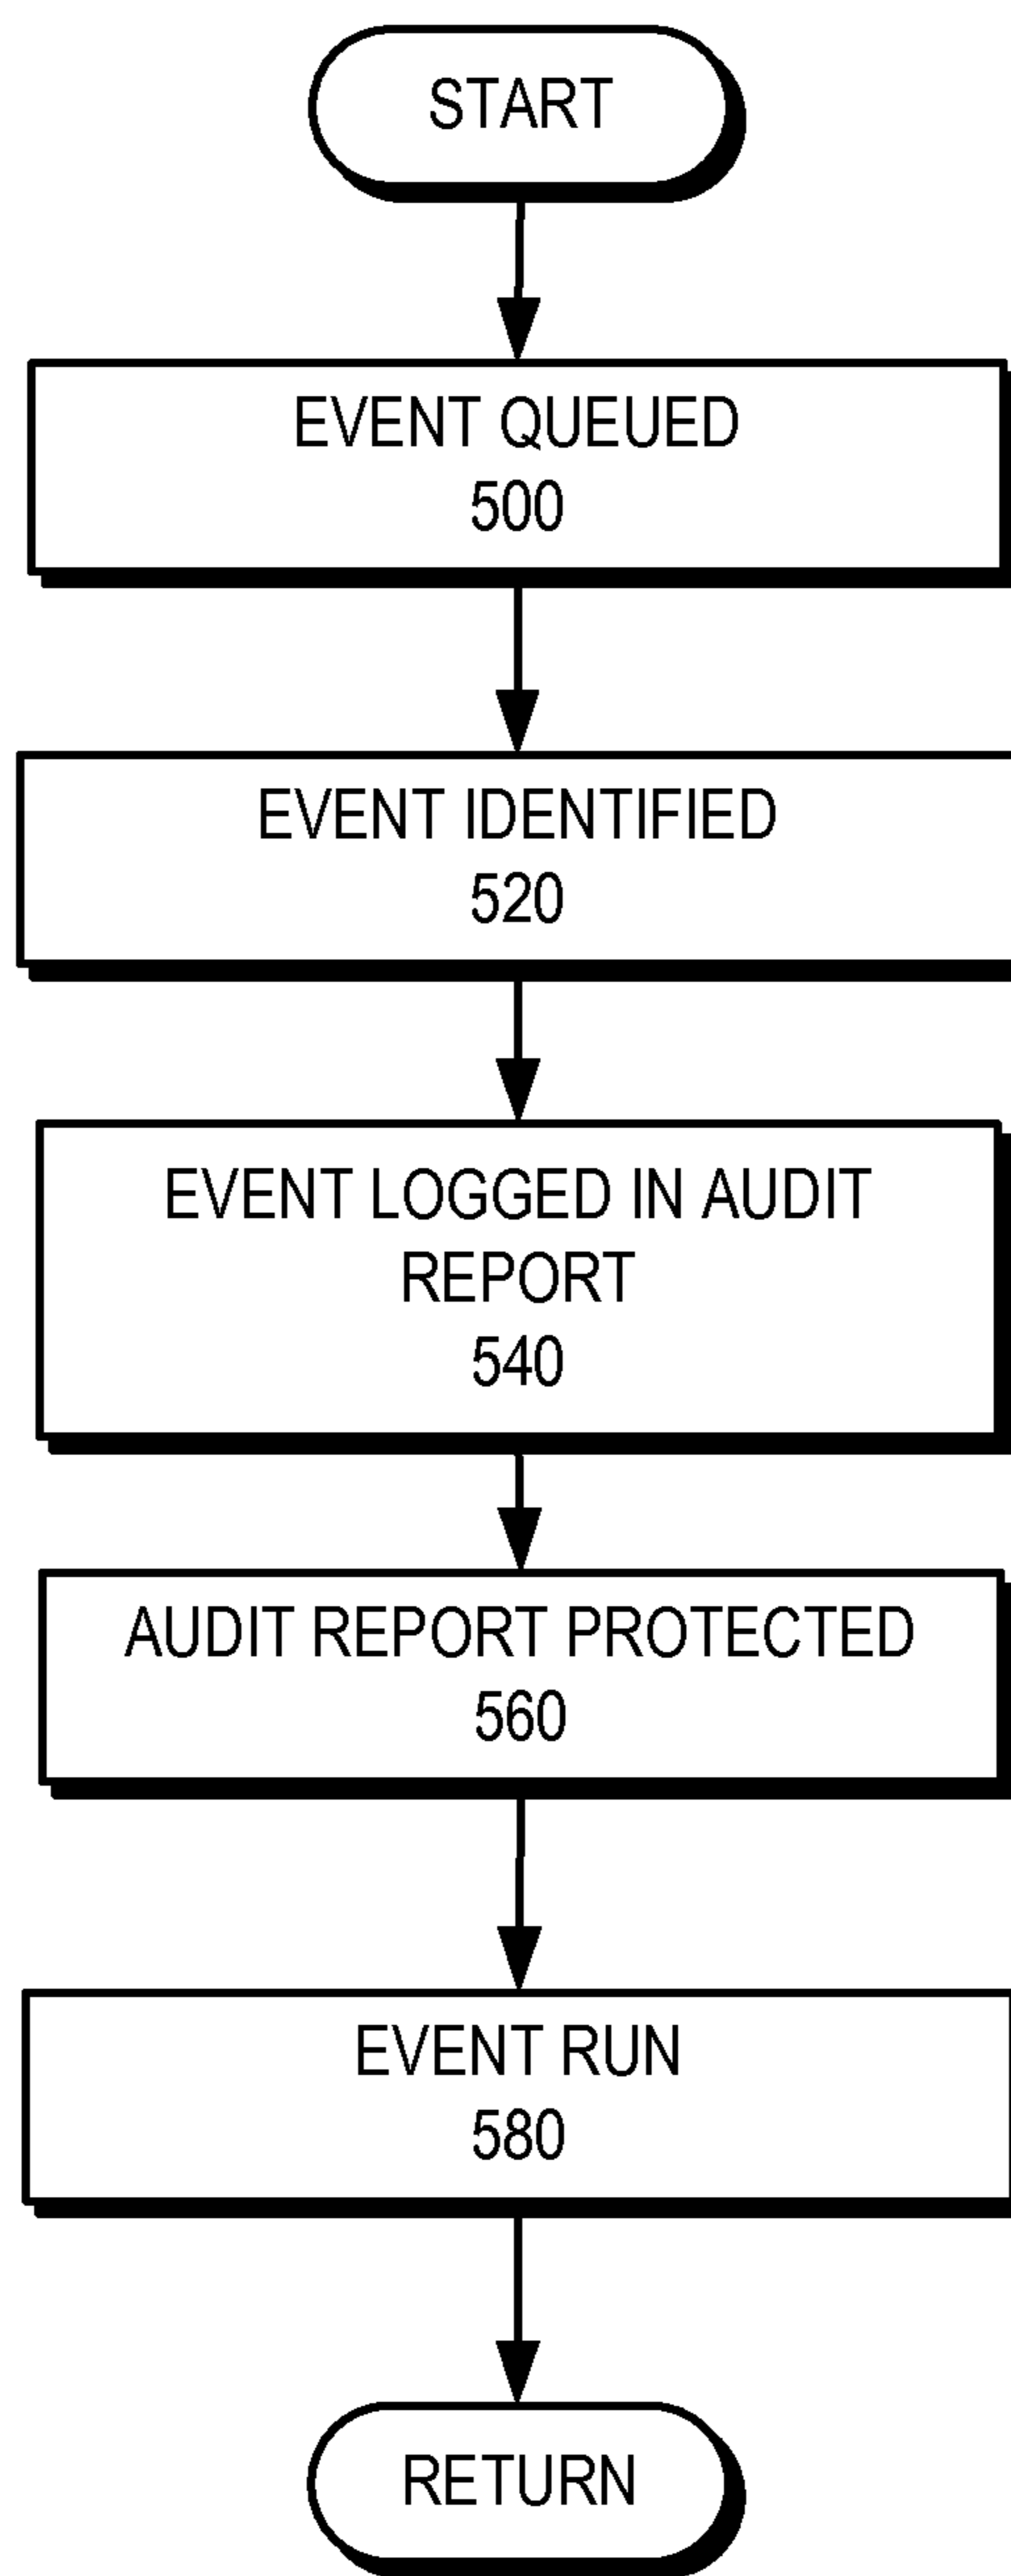 START
EVENT QUEUED
500
EVENT IDENTIFIED
520
EVENT LOGGED IN AUDIT
REPORT
540
AUDIT REPORT PROTECTED
560
EVENT RUN
580
RETURN